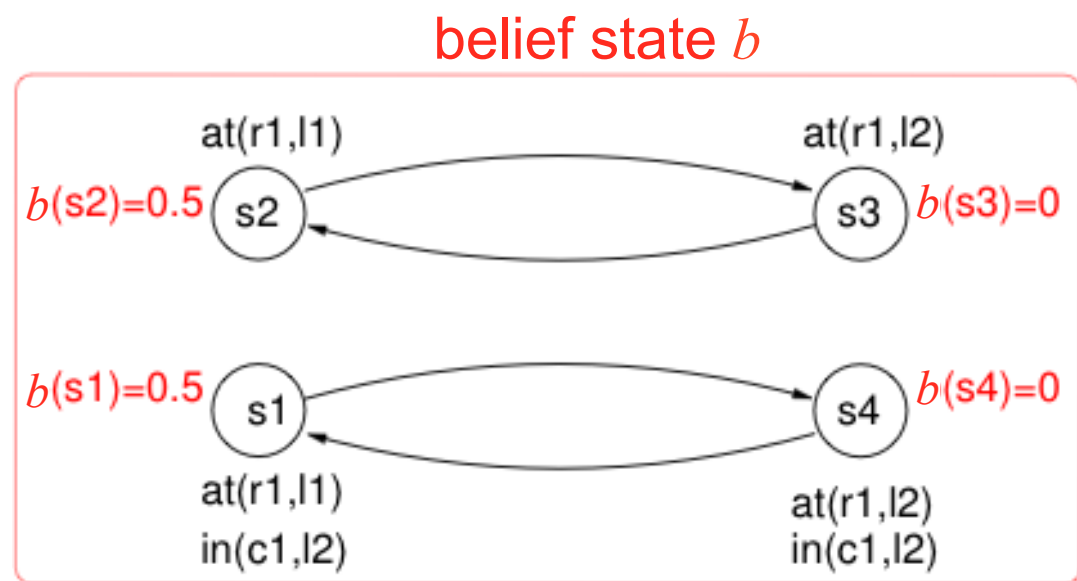 belief state b
at(r1,l1) at(r1,l2)
b(s2)=0.5 s2 s3 b(s3)=0
b(s1)=0.5 s1 s4 b(s4)=0
at(r1,l1) at(r1,l2)
in(c1,l2) in(c1,l2)